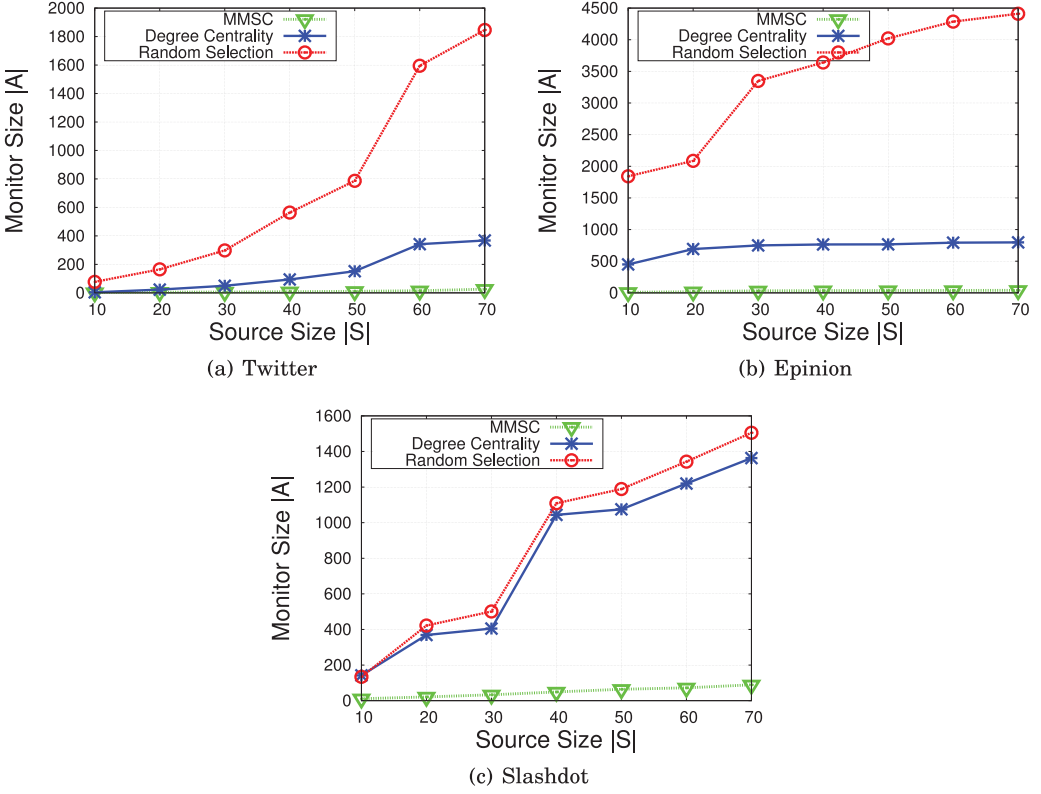 MMSC
Degree Centrality
Random Selection
2000
1800
1600
1400
1200
1000
800
600
400
200
0
Monitor Size |A|
10 20 30 40 50 60 70
Source Size |S|
(a) Twitter
MMSC
Degree Centrality
Random Selection
4500
4000
3500
3000
2500
2000
1500
1000
500
0
Monitor Size |A|
10 20 30 40 50 60 70
Source Size |S|
(b) Epinion
MMSC
Degree Centrality
Random Selection
1600
1400
1200
1000
800
600
400
200
0
Monitor Size |A|
10 20 30 40 50 60 70
Source Size |S|
(c) Slashdot